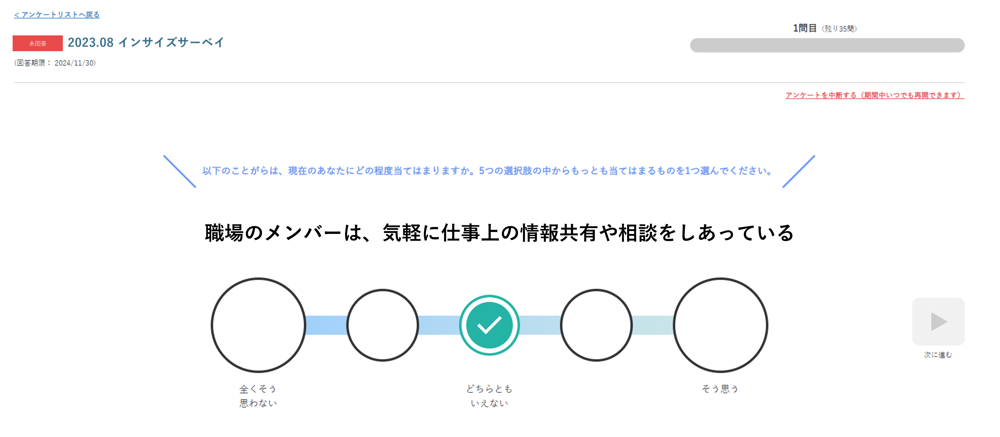 < アンケートリストへ戻る
1問目（残り35問）
未回答 2023.08 インサイズサーベイ
(回答期限： 2024/11/30)
アンケートを中断する（期間中いつでも再開できます）
以下のことがらは、現在のあなたにどの程度当てはまりますか。5つの選択肢の中からもっとも当てはまるものを1つ選んでください。
職場のメンバーは、気軽に仕事上の情報共有や相談をしあっている
次に進む
全くそう
思わない
どちらとも
いえない
そう思う